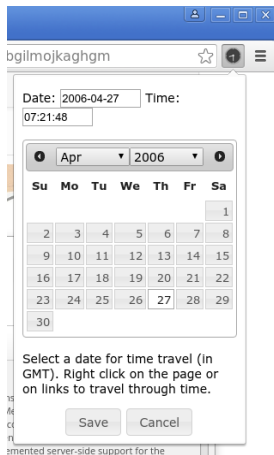 bgilmojkaghgm
Date: 2006-04-27 Time:
07:21:48
Apr 2006
Su Mo Tu We Th Fr Sa
1
2 3 4 5 6 7 8
9 10 11 12 13 14 15
16 17 18 19 20 21 22
23 24 25 26 27 28 29
30
Select a date for time travel (in
GMT). Right click on the page or
on links to travel through time.
Save Cancel
emented server-side support for the